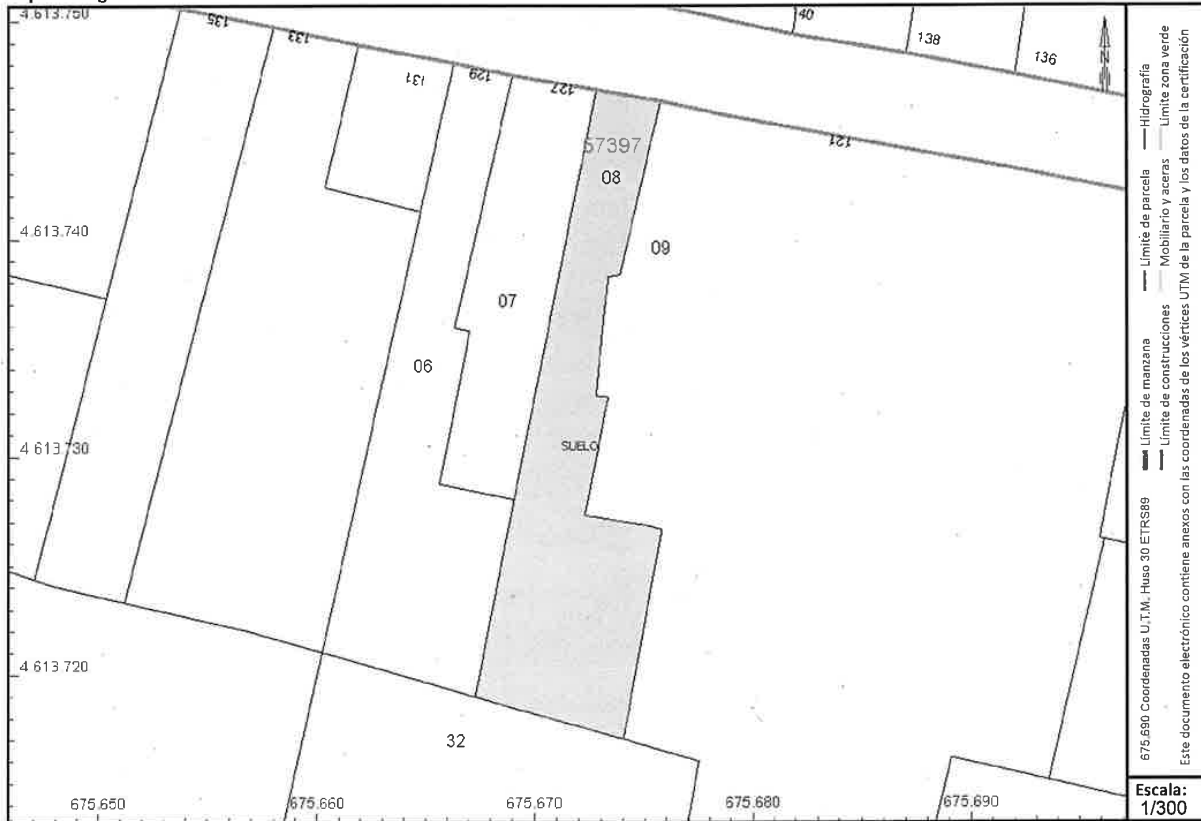 4.613.750
135
133
131
129
127
121
40
138
136
57397
08
09
07
06
SUELO
32
4.613.740
4 613.730
4 613.720
675.650
675.660
675.670
675.680
675.690
N
675.690 Coordenadas U.T.M. Huso 30 ETRS89
Límite de manzana
Límite de parcela
Hidrografía
Límite de construcciones
Mobiliario y aceras
Límite zona verde
Este documento electrónico contiene anexos con las coordenadas de los vértices UTM de la parcela y los datos de la certificación
Escala:
1/300